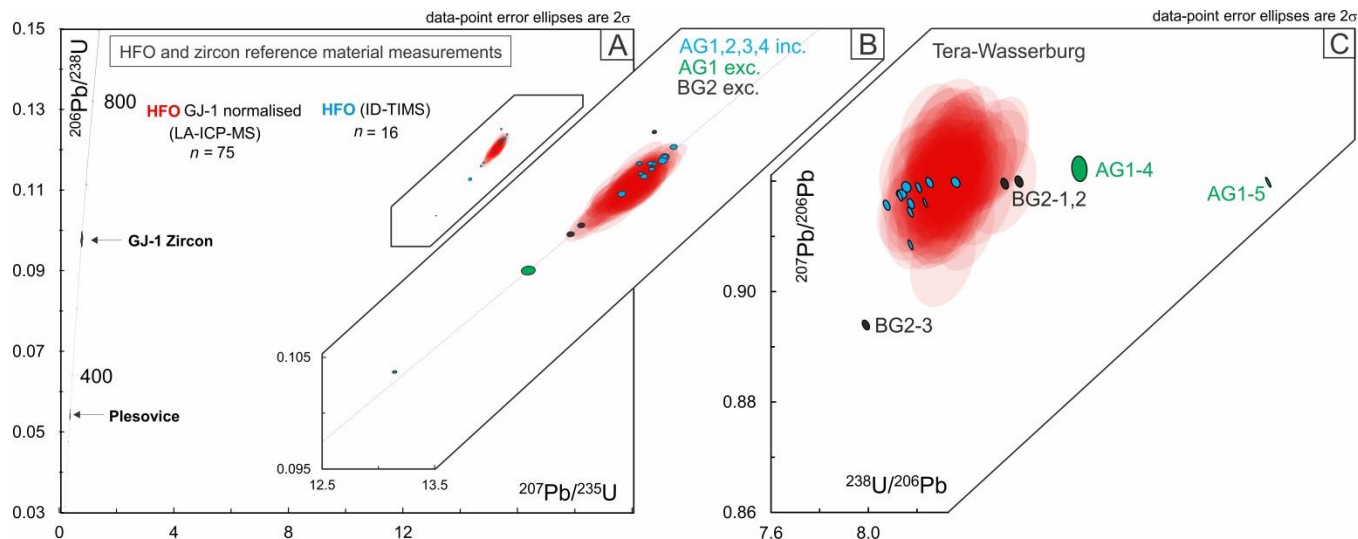 data-point error ellipses are 2σ
data-point error ellipses are 2σ
0.15
0.13
0.11
0.09
0.07
0.05
0.03
²⁰⁶Pb/²³⁸U
HFO and zircon reference material measurements
A
800
HFO GJ-1 normalised
(LA-ICP-MS)
n = 75
HFO (ID-TIMS)
n = 16
GJ-1 Zircon
400
Plesovice
0
4
8
12
²⁰⁷Pb/²³⁵U
B
AG1,2,3,4 inc.
AG1 exc.
BG2 exc.
0.105
0.095
12.5
13.5
C
Tera-Wasserburg
²⁰⁷Pb/²⁰⁶Pb
AG1-4
AG1-5
BG2-1,2
BG2-3
0.90
0.88
0.86
²³⁸U/²⁰⁶Pb
7.6
8.0